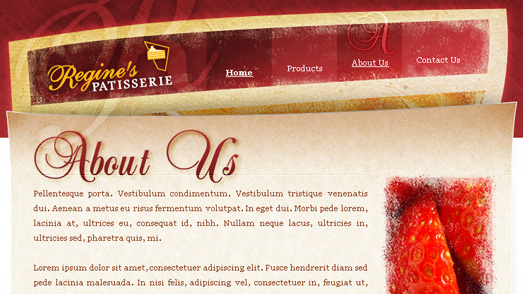 Regine's
PATISSERIE
Home
Products
A
About Us
Contact Us
About Us
Pellentesque porta. Vestibulum condimentum. Vestibulum tristique venenatis
dui. Aenean a metus eu risus fermentum volutpat. In eget dui. Morbi pede lorem,
lacinia at, ultrices eu, consequat id, nibh. Nullam neque lacus, ultricies in,
ultricies sed, pharetra quis, mi.
Lorem ipsum dolor sit amet, consectetuer adipiscing elit. Fusce hendrerit diam sed
pede lacinia malesuada. In nisi felis, adipiscing vel, consectetuer in, feugiat ut,